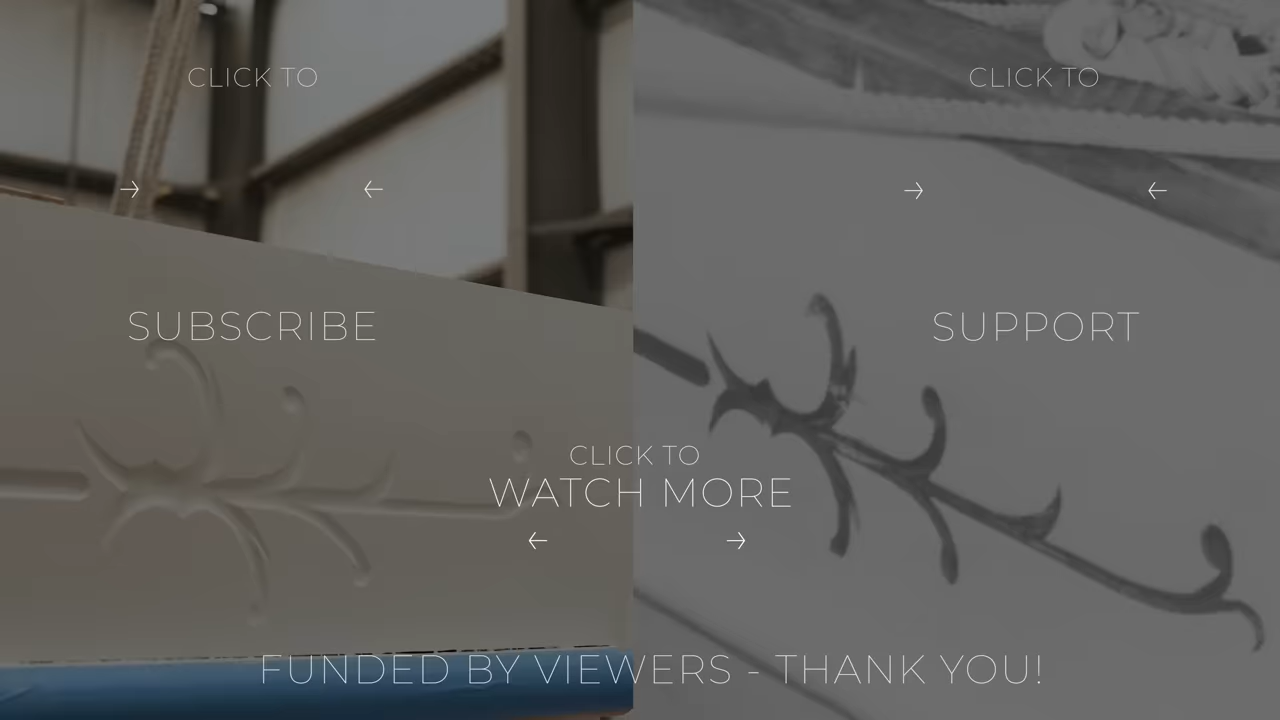 CLICK TO
CLICK TO
SUBSCRIBE
SUPPORT
CLICK TO
WATCH MORE
FUNDED BY VIEWERS - THANK YOU!